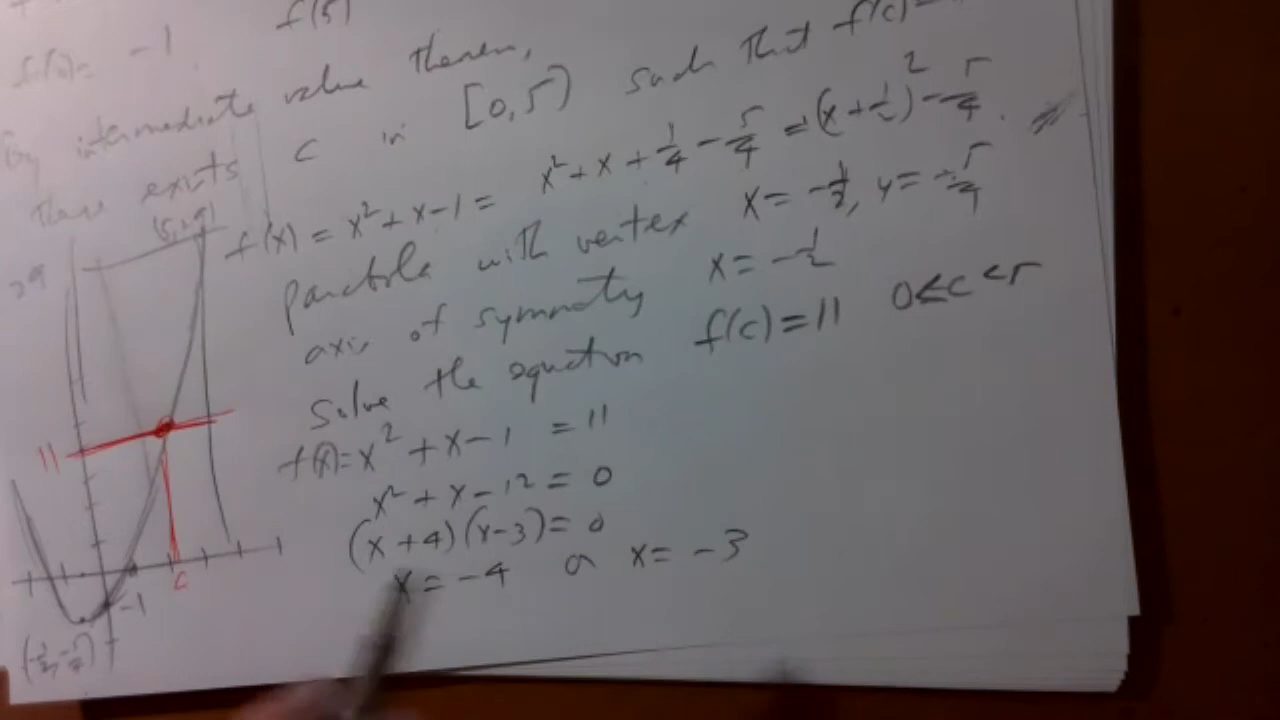 f(5)
f(0) = -1
By intermediate value theorem,
there exists c in [0,5) such that f(c) =
f(x) = x² + x - 1 = x² + x + 1/4 - 5/4 = (x + 1/2)² - 5/4
parabola with vertex x = -1/2, y = -5/4
axis of symmetry x = -1/2
solve the equation f(c) = 11 0 ≤ c < 5
f(x) = x² + x - 1 = 11
x² + x - 12 = 0
(x + 4)(x - 3) = 0
x = -4 or x = -3
(5, 29)
29
11
c
-1
(-1/2, -5/4)